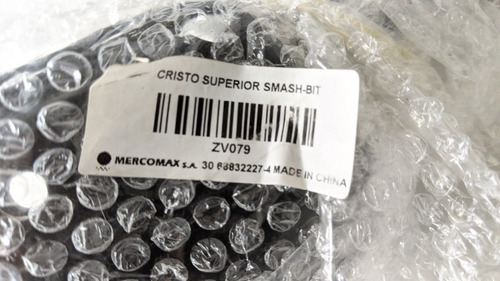 CRISTO SUPERIOR SMASH-BIT
ZV079
MERCOMAX S.A. 30 68832227-4 MADE IN CHINA